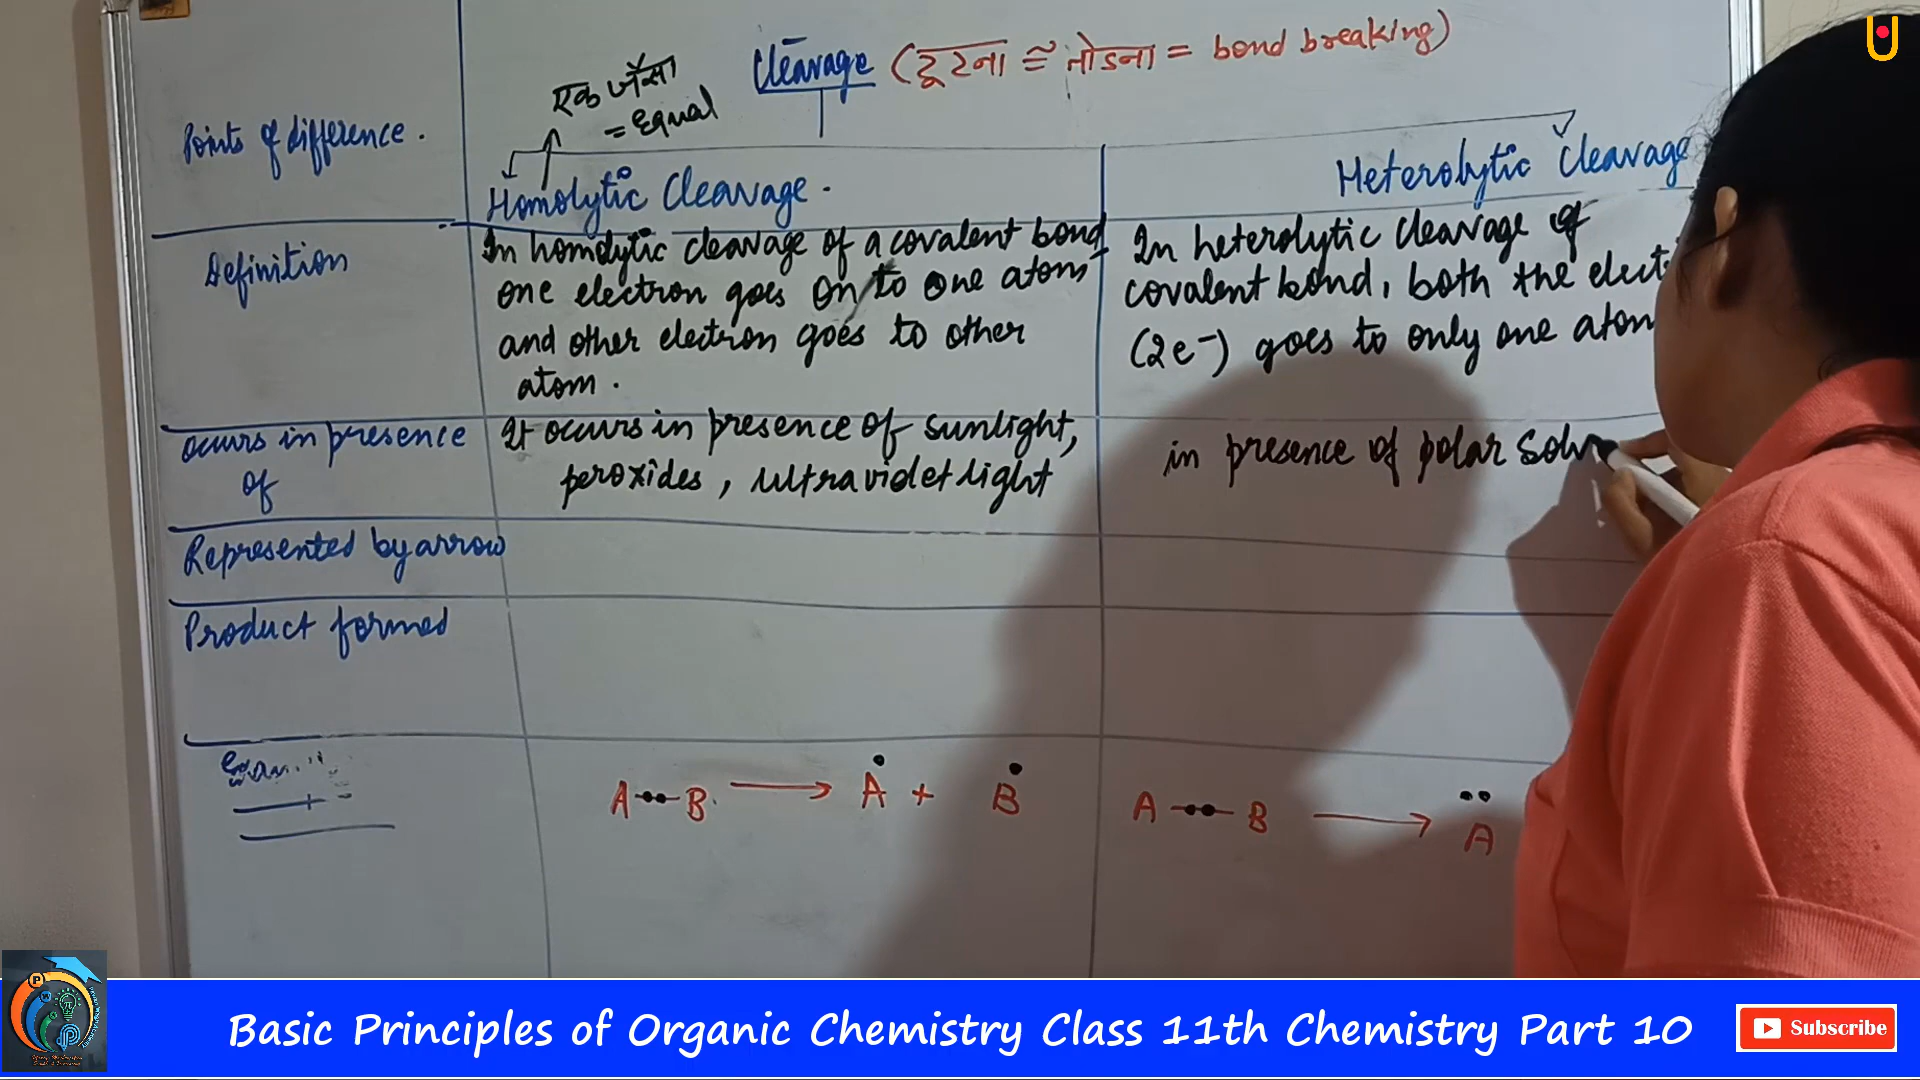 Cleavage (टूटना ≅ तोडना = bond breaking)
एक जैसा
= equal
Points of difference.
Homolytic Cleavage.
Heterolytic Cleavage
Definition
In homolytic cleavage of a covalent bond
one electron goes on to one atom
and other electron goes to other
atom.
In heterolytic cleavage of
covalent bond, both the elect
(2e⁻) goes to only one atom
occurs in presence
of
It occurs in presence of sunlight,
peroxides, ultraviolet light
in presence of polar solv
Represented by arrow
Product formed
A •• B. → A• + B•
A •• B → •• A
Basic Principles of Organic Chemistry Class 11th Chemistry Part 10
Subscribe